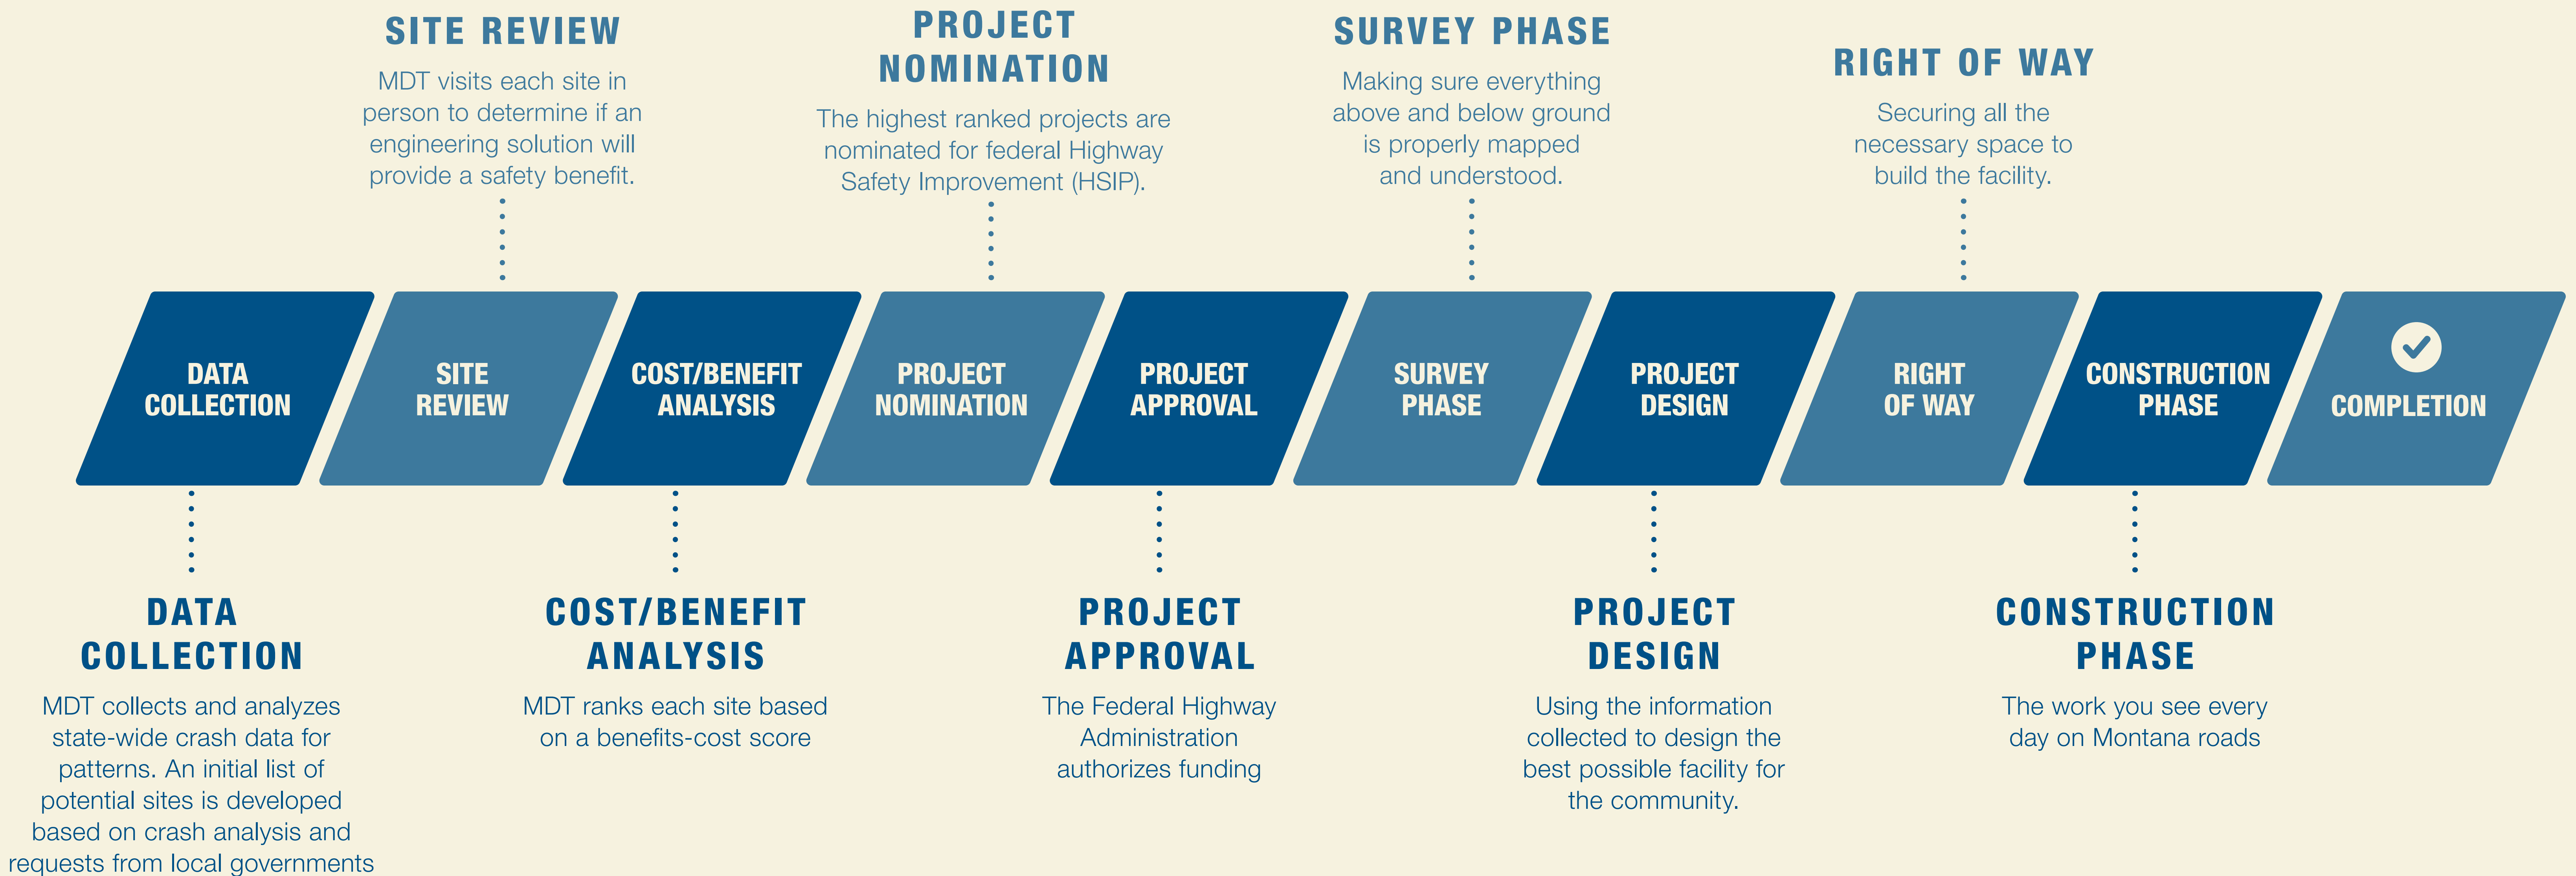 SITE REVIEW
MDT visits each site in
person to determine if an
engineering solution will
provide a safety benefit.
PROJECT
NOMINATION
The highest ranked projects are
nominated for federal Highway
Safety Improvement (HSIP).
SURVEY PHASE
Making sure everything
above and below ground
is properly mapped
and understood.
RIGHT OF WAY
Securing all the
necessary space to
build the facility.
DATA
COLLECTION
SITE
REVIEW
COST/BENEFIT
ANALYSIS
PROJECT
NOMINATION
PROJECT
APPROVAL
SURVEY
PHASE
PROJECT
DESIGN
RIGHT
OF WAY
CONSTRUCTION
PHASE
COMPLETION
DATA
COLLECTION
MDT collects and analyzes
state-wide crash data for
patterns. An initial list of
potential sites is developed
based on crash analysis and
requests from local governments
COST/BENEFIT
ANALYSIS
MDT ranks each site based
on a benefits-cost score
PROJECT
APPROVAL
The Federal Highway
Administration
authorizes funding
PROJECT
DESIGN
Using the information
collected to design the
best possible facility for
the community.
CONSTRUCTION
PHASE
The work you see every
day on Montana roads